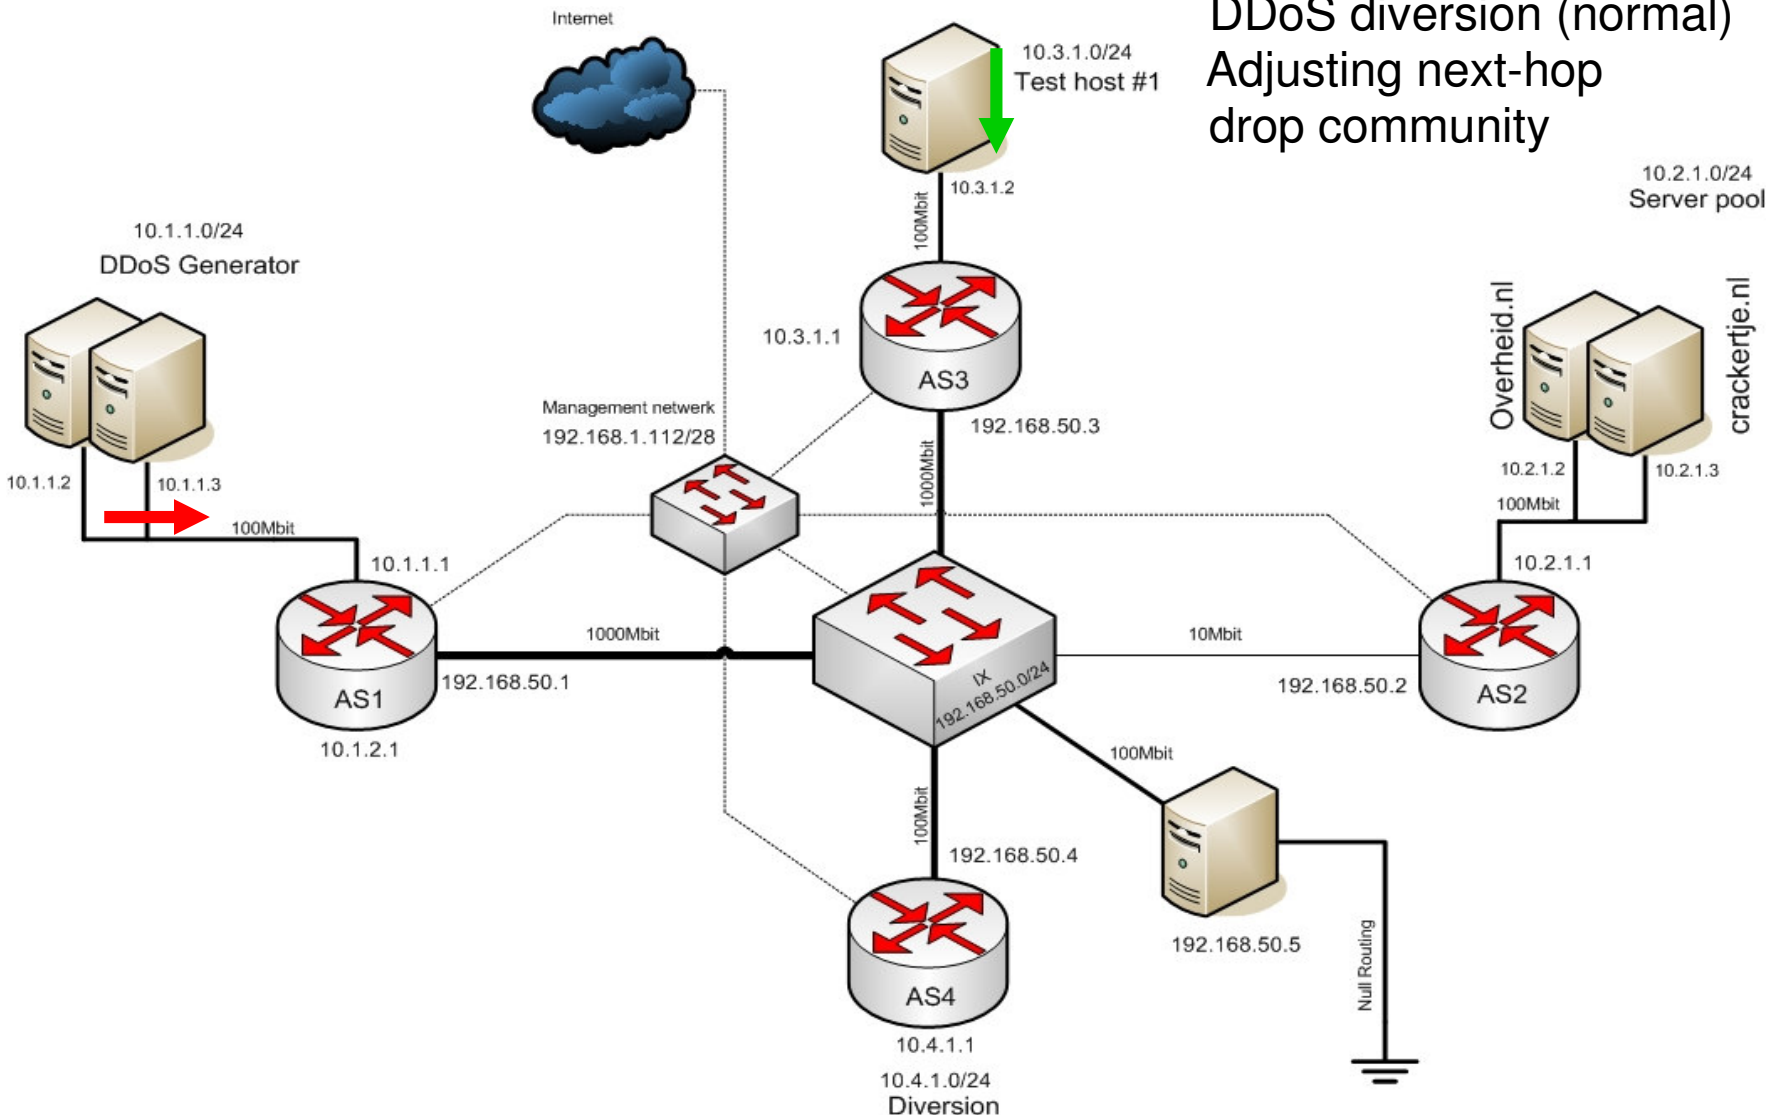 Internet
DDoS diversion (normal)
Adjusting next-hop
drop community
10.3.1.0/24
Test host #1
10.3.1.2
100Mbit
10.2.1.0/24
Server pool
10.1.1.0/24
DDoS Generator
Overheid.nl
crackertje.nl
10.3.1.1
AS3
192.168.50.3
Management netwerk
192.168.1.112/28
1000Mbit
10.1.1.2
10.1.1.3
100Mbit
10.2.1.2
10.2.1.3
100Mbit
10.1.1.1
10.2.1.1
1000Mbit
10Mbit
AS1
192.168.50.1
10.1.2.1
IX
192.168.50.0/24
192.168.50.2
AS2
100Mbit
100Mbit
192.168.50.4
192.168.50.5
Null Routing
AS4
10.4.1.1
10.4.1.0/24
Diversion